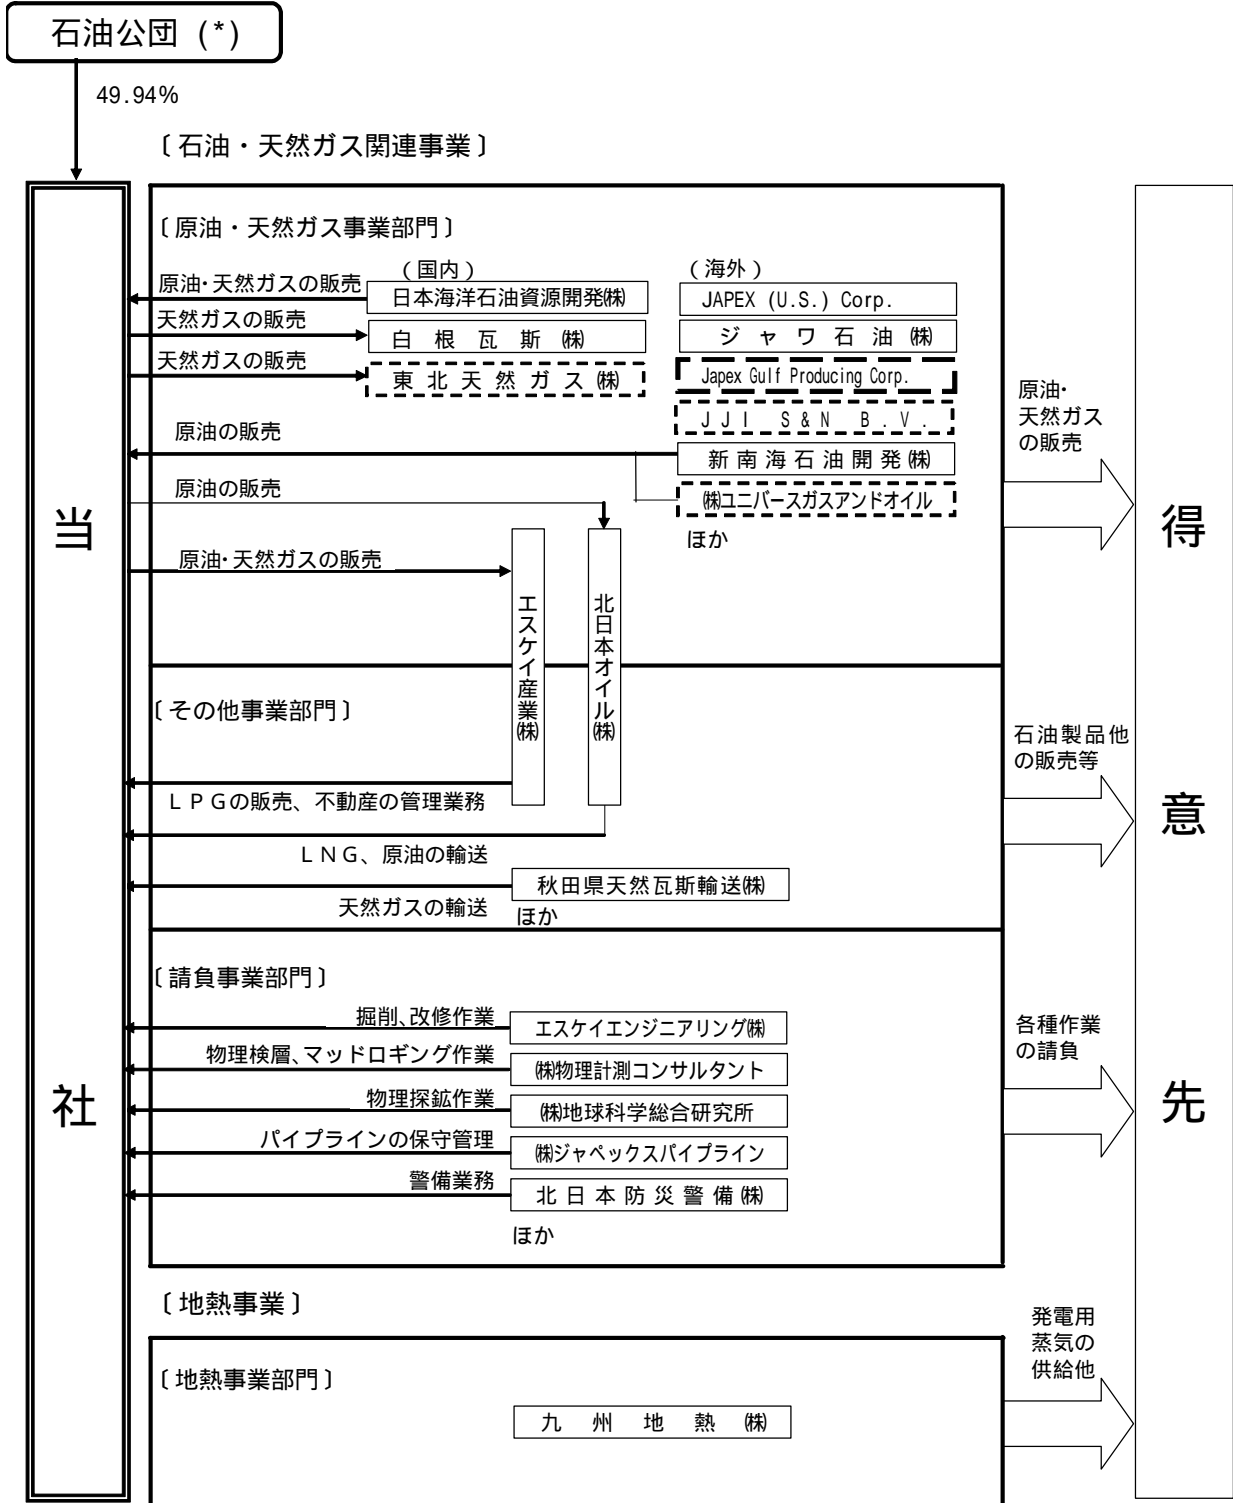 石油公団 (*)
49.94%
〔石油・天然ガス関連事業〕
当社
〔原油・天然ガス事業部門〕
（国内）
（海外）
原油・天然ガスの販売
日本海洋石油資源開発㈱
JAPEX (U.S.) Corp.
天然ガスの販売
白根瓦斯㈱
ジャワ石油㈱
天然ガスの販売
東北天然ガス㈱
Japex Gulf Producing Corp.
JJI S&N B.V.
原油の販売
新南海石油開発㈱
原油の販売
㈱ユニバースガスアンドオイル
ほか
原油・天然ガスの販売
エスケイ産業㈱
北日本オイル㈱
原油・
天然ガス
の販売
得意先
〔その他事業部門〕
石油製品他
の販売等
ＬＰＧの販売、不動産の管理業務
ＬＮＧ、原油の輸送
秋田県天然瓦斯輸送㈱
天然ガスの輸送
ほか
〔請負事業部門〕
掘削、改修作業
エスケイエンジニアリング㈱
物理検層、マッドロギング作業
㈱物理計測コンサルタント
物理探鉱作業
㈱地球科学総合研究所
パイプラインの保守管理
㈱ジャペックスパイプライン
警備業務
北日本防災警備㈱
ほか
各種作業
の請負
〔地熱事業〕
〔地熱事業部門〕
九州地熱㈱
発電用
蒸気の
供給他